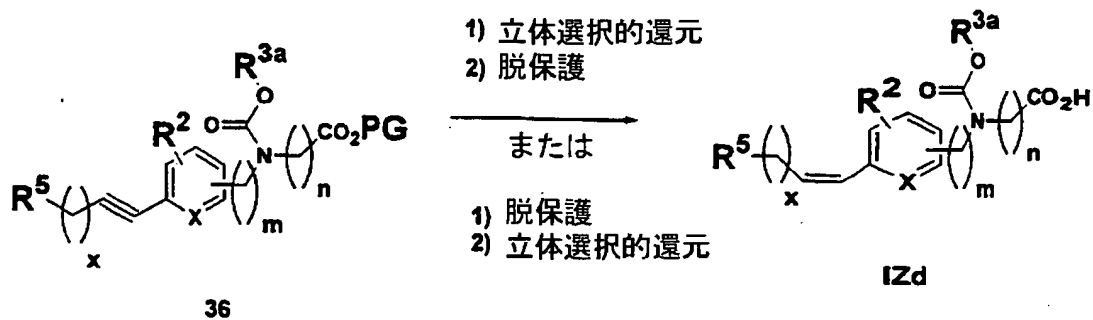 1) 立体選択的還元
2) 脱保護
または
1) 脱保護
2) 立体選択的還元
R3a
O
O=
N
CO2PG
n
R2
m
X
R5
x
36
R3a
O
O=
N
CO2H
n
R2
m
X
R5
x
IZd